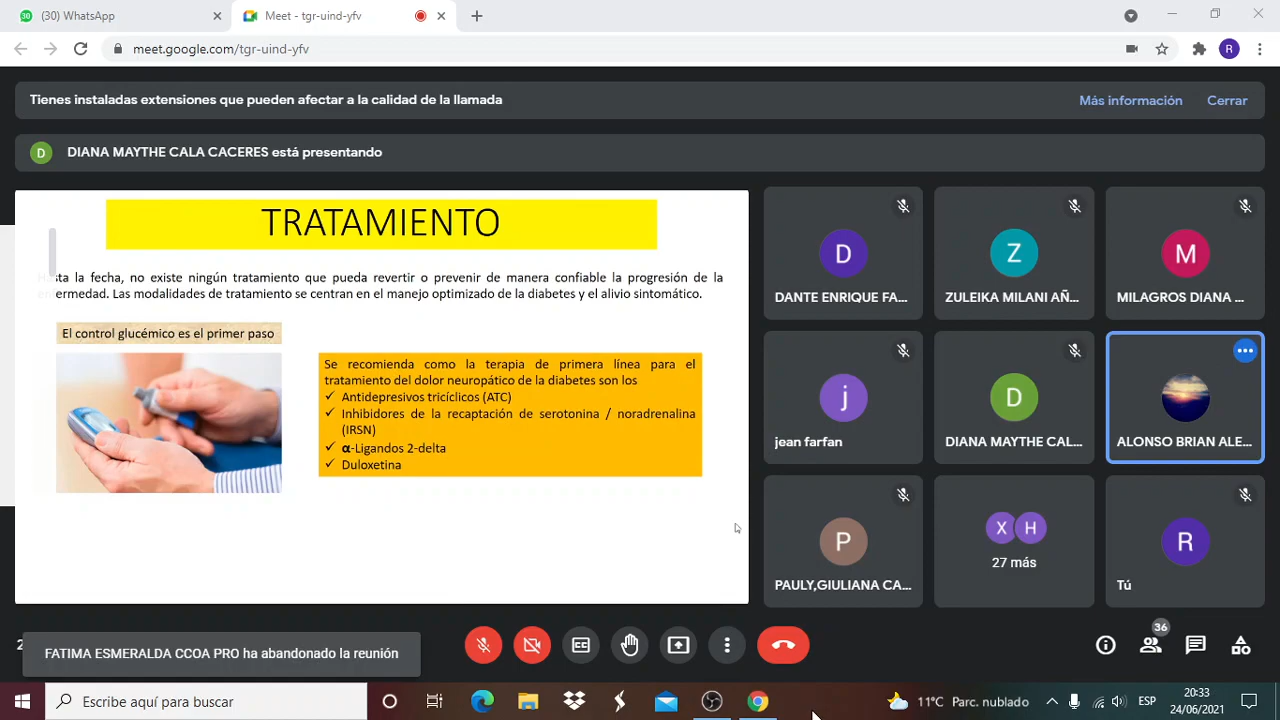 (30) WhatsApp
Meet - tgr-uind-yfv
meet.google.com/tgr-uind-yfv
R
Tienes instaladas extensiones que pueden afectar a la calidad de la llamada
Más información
Cerrar
D
DIANA MAYTHE CALA CACERES está presentando
TRATAMIENTO
Hasta la fecha, no existe ningún tratamiento que pueda revertir o prevenir de manera confiable la progresión de la
enfermedad. Las modalidades de tratamiento se centran en el manejo optimizado de la diabetes y el alivio sintomático.
El control glucémico es el primer paso
Se recomienda como la terapia de primera línea para el
tratamiento del dolor neuropático de la diabetes son los
✓ Antidepresivos tricíclicos (ATC)
✓ Inhibidores de la recaptación de serotonina / noradrenalina
(IRSN)
✓ α-Ligandos 2-delta
✓ Duloxetina
D
DANTE ENRIQUE FA...
Z
ZULEIKA MILANI AÑ...
M
MILAGROS DIANA ...
j
jean farfan
D
DIANA MAYTHE CAL...
ALONSO BRIAN ALE...
P
PAULY,GIULIANA CA...
X H
27 más
R
Tú
FATIMA ESMERALDA CCOA PRO ha abandonado la reunión
36
Escribe aquí para buscar
11°C Parc. nublado
ESP
20:33
24/06/2021